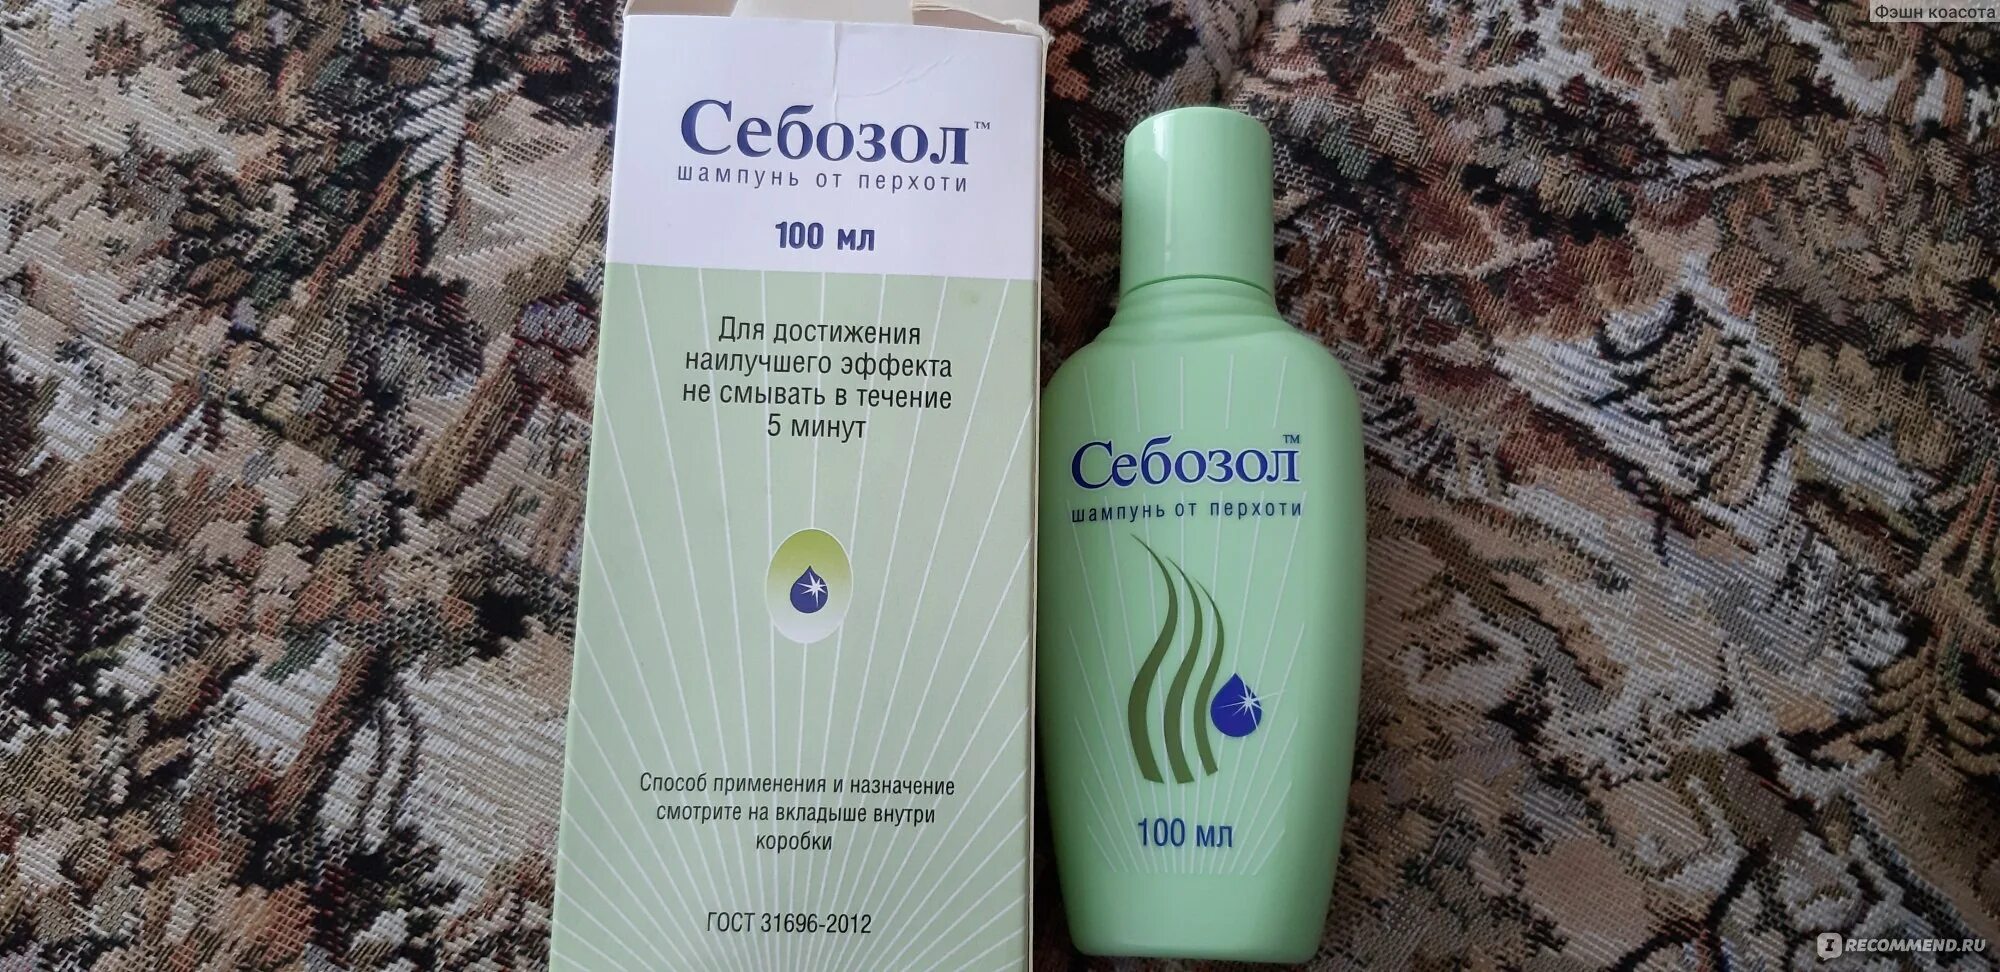 Фэшн коасота
Себозол™
шампунь от перхоти
100 мл
Для достижения
наилучшего эффекта
не смывать в течение
5 минут
Способ применения и назначение
смотрите на вкладыше внутри
коробки
ГОСТ 31696-2012
Себозол™
шампунь от перхоти
100 мл
I RECOMMEND.RU